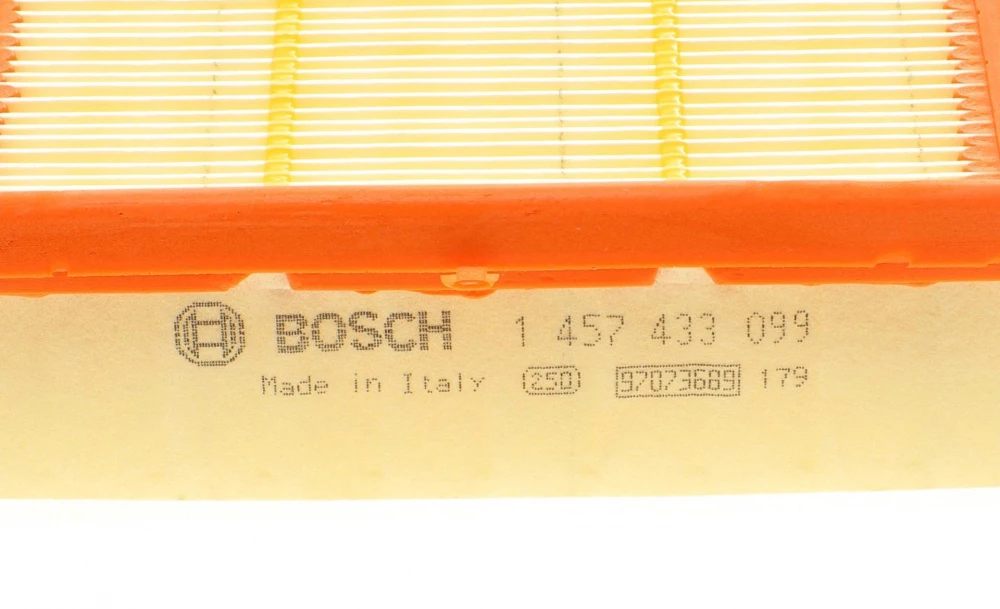 BOSCH 1 457 433 099
Made in Italy 250 97073689 179